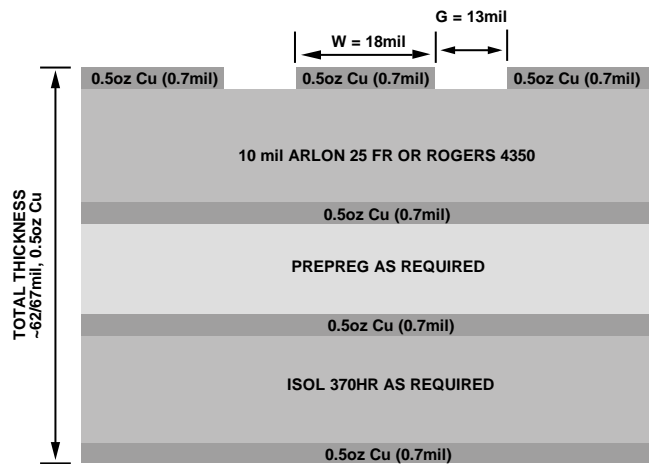 G = 13mil
W = 18mil
0.5oz Cu (0.7mil)
0.5oz Cu (0.7mil)
0.5oz Cu (0.7mil)
10 mil ARLON 25 FR OR ROGERS 4350
0.5oz Cu (0.7mil)
TOTAL THICKNESS
~62/67mil, 0.5oz Cu
PREPREG AS REQUIRED
0.5oz Cu (0.7mil)
ISOL 370HR AS REQUIRED
0.5oz Cu (0.7mil)